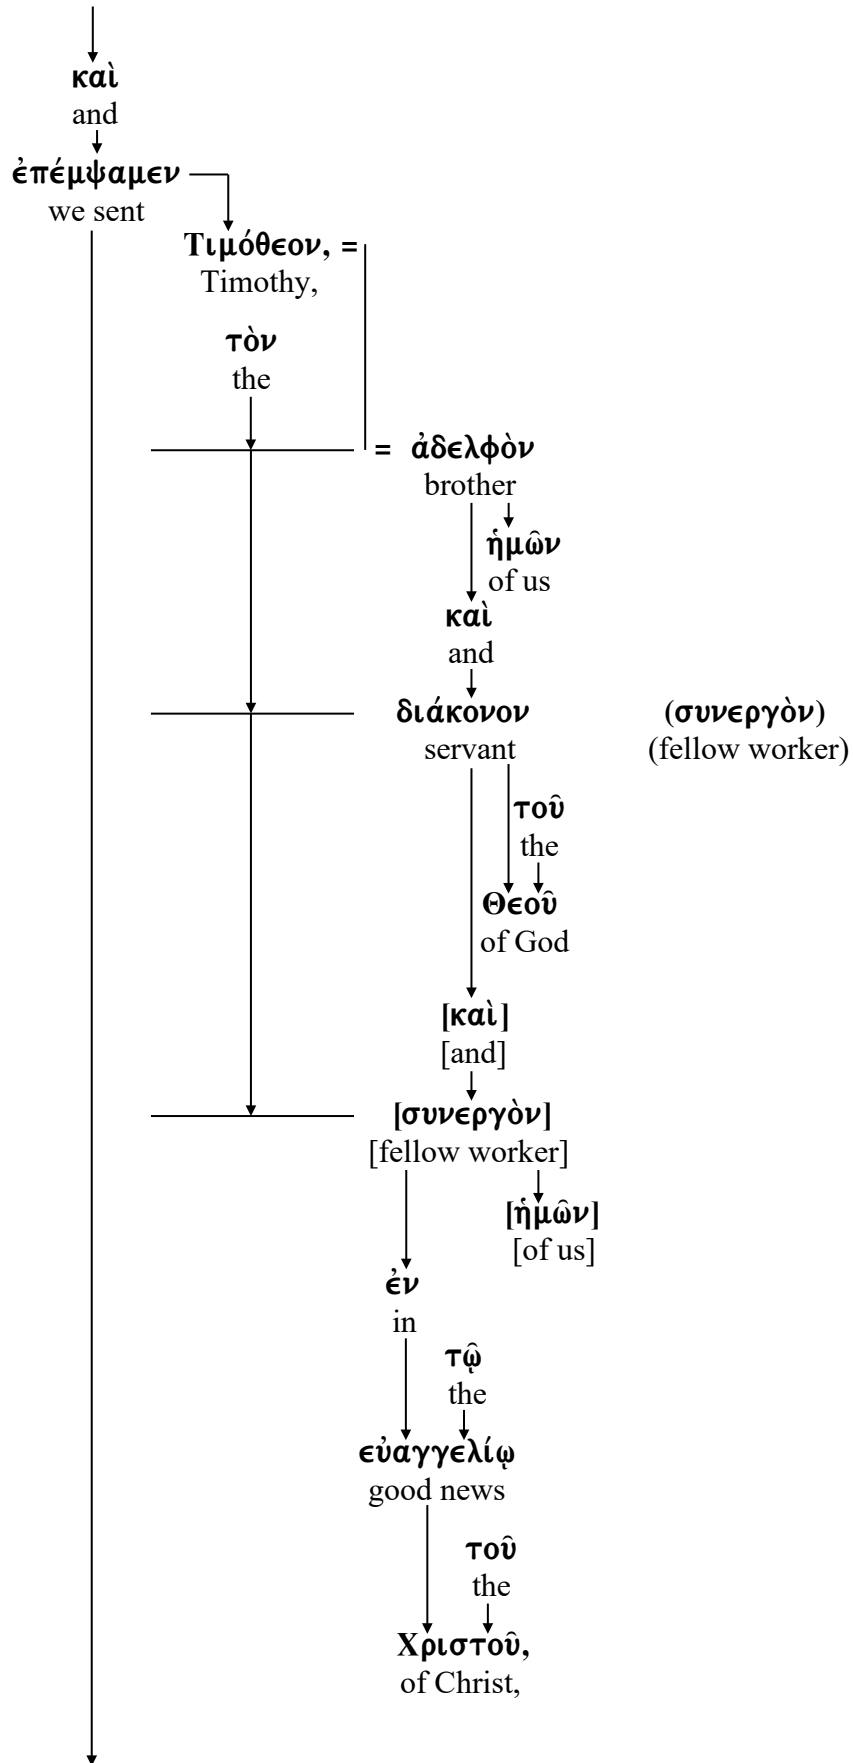 καὶ
and
ἐπέμψαμεν
we sent
Τιμόθεον, =
Timothy,
τὸν
the
= ἀδελφὸν
brother
ἡμῶν
of us
καὶ
and
διάκονον (συνεργὸν)
servant (fellow worker)
τοῦ
the
Θεοῦ
of God
[καὶ]
[and]
[συνεργὸν]
[fellow worker]
[ἡμῶν]
[of us]
ἐν
in
τῷ
the
εὐαγγελίῳ
good news
τοῦ
the
Χριστοῦ,
of Christ,